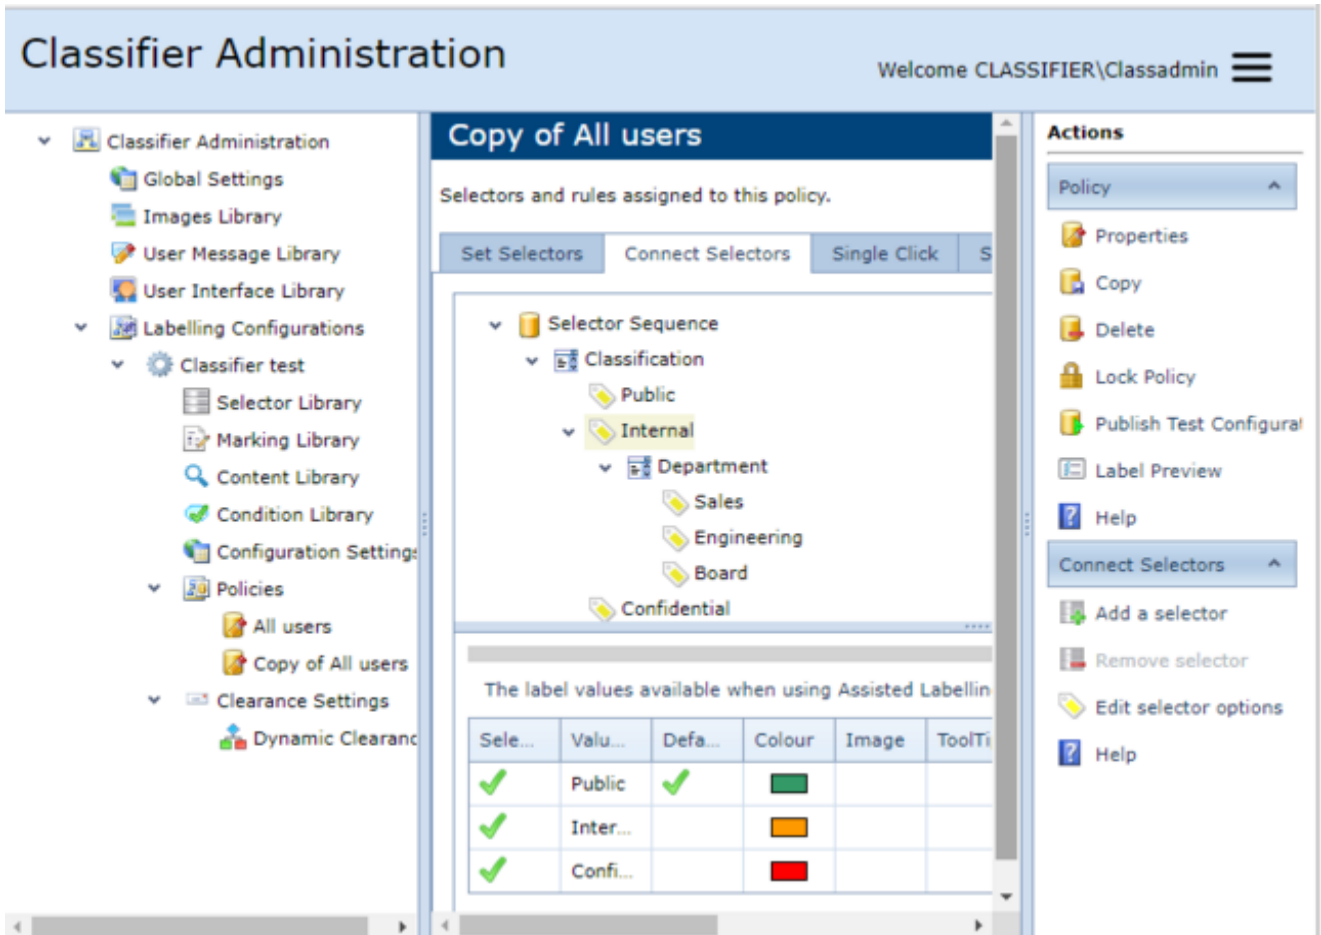 Classifier Administration
Welcome CLASSIFIER\Classadmin
Classifier Administration
Global Settings
Images Library
User Message Library
User Interface Library
Labelling Configurations
Classifier test
Selector Library
Marking Library
Content Library
Condition Library
Configuration Settings
Policies
All users
Copy of All users
Clearance Settings
Dynamic Clearanc
Copy of All users
Selectors and rules assigned to this policy.
Set Selectors Connect Selectors Single Click S
Selector Sequence
Classification
Public
Internal
Department
Sales
Engineering
Board
Confidential
The label values available when using Assisted Labellin
Sele... Valu... Defa... Colour Image ToolTi
Public
Inter...
Confi...
Actions
Policy
Properties
Copy
Delete
Lock Policy
Publish Test Configurat
Label Preview
Help
Connect Selectors
Add a selector
Remove selector
Edit selector options
Help